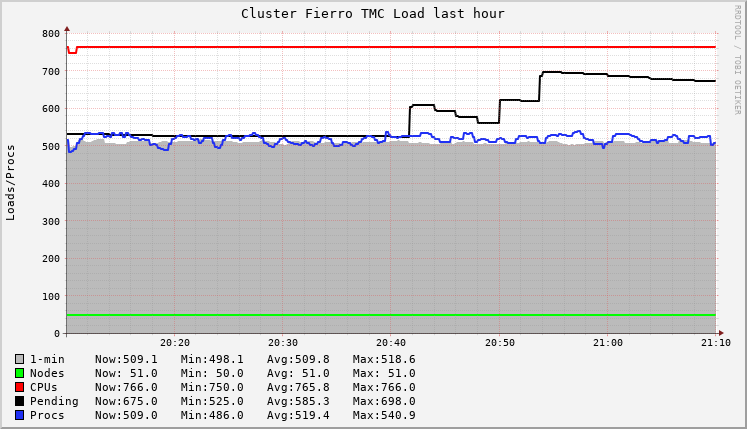 Cluster Fierro TMC Load last hour
RRDTOOL / TOBI OETIKER
Loads/Procs
800
700
600
500
400
300
200
100
0
20:20 20:30 20:40 20:50 21:00 21:10
1-min Now:509.1 Min:498.1 Avg:509.8 Max:518.6
Nodes Now: 51.0 Min: 50.0 Avg: 51.0 Max: 51.0
CPUs Now:766.0 Min:750.0 Avg:765.8 Max:766.0
Pending Now:675.0 Min:525.0 Avg:585.3 Max:698.0
Procs Now:509.0 Min:486.0 Avg:519.4 Max:540.9